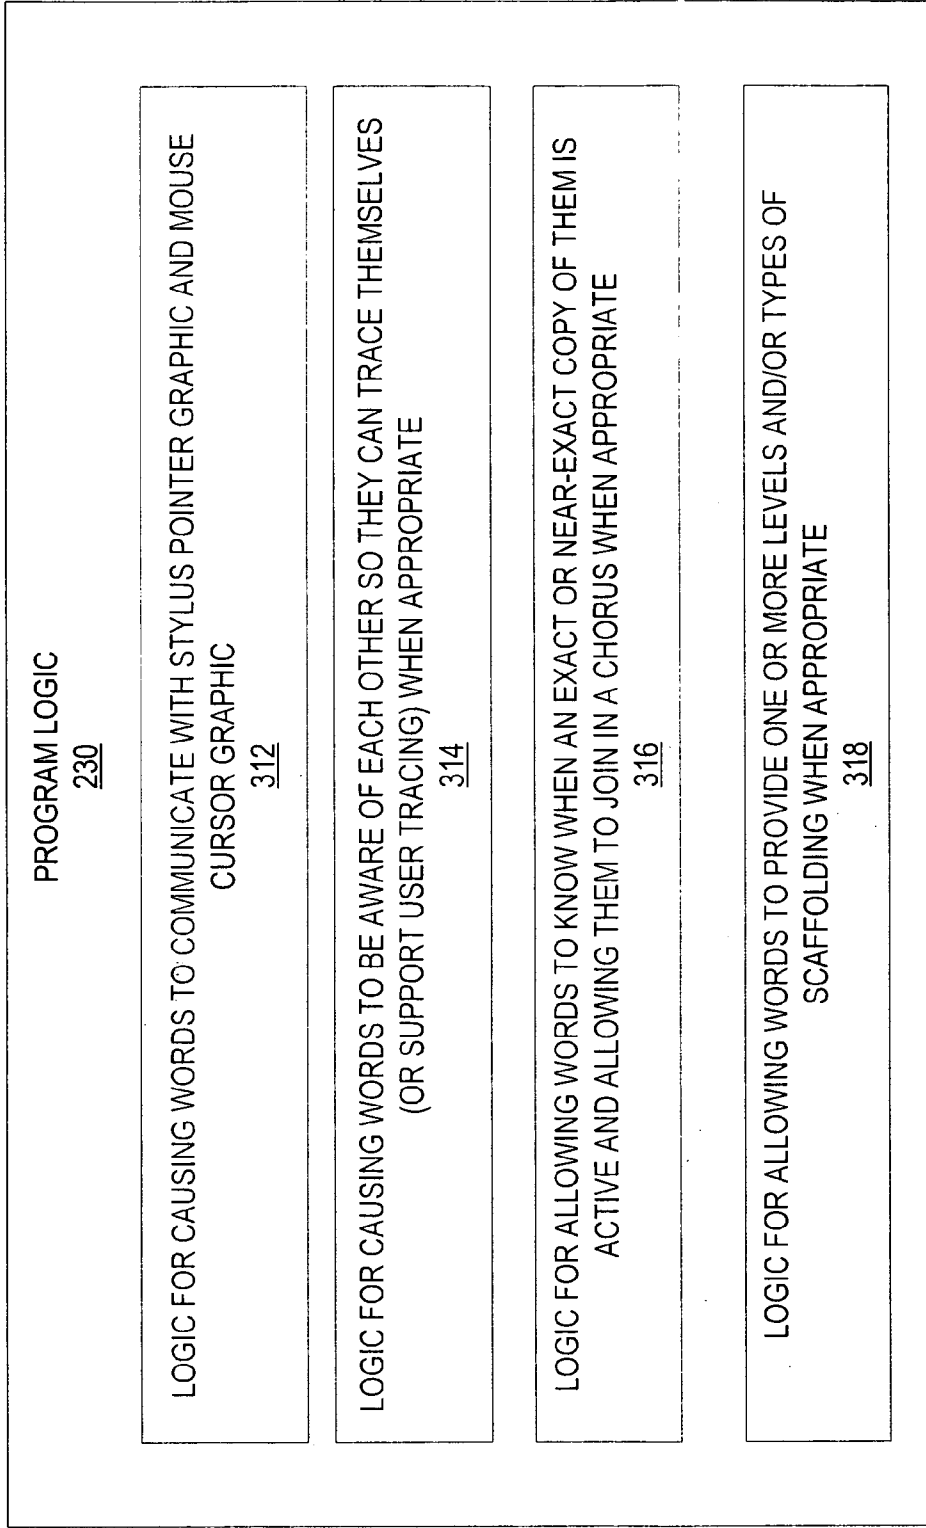 PROGRAM LOGIC
230
LOGIC FOR CAUSING WORDS TO COMMUNICATE WITH STYLUS POINTER GRAPHIC AND MOUSE
CURSOR GRAPHIC
312
LOGIC FOR CAUSING WORDS TO BE AWARE OF EACH OTHER SO THEY CAN TRACE THEMSELVES
(OR SUPPORT USER TRACING) WHEN APPROPRIATE
314
LOGIC FOR ALLOWING WORDS TO KNOW WHEN AN EXACT OR NEAR-EXACT COPY OF THEM IS
ACTIVE AND ALLOWING THEM TO JOIN IN A CHORUS WHEN APPROPRIATE
316
LOGIC FOR ALLOWING WORDS TO PROVIDE ONE OR MORE LEVELS AND/OR TYPES OF
SCAFFOLDING WHEN APPROPRIATE
318